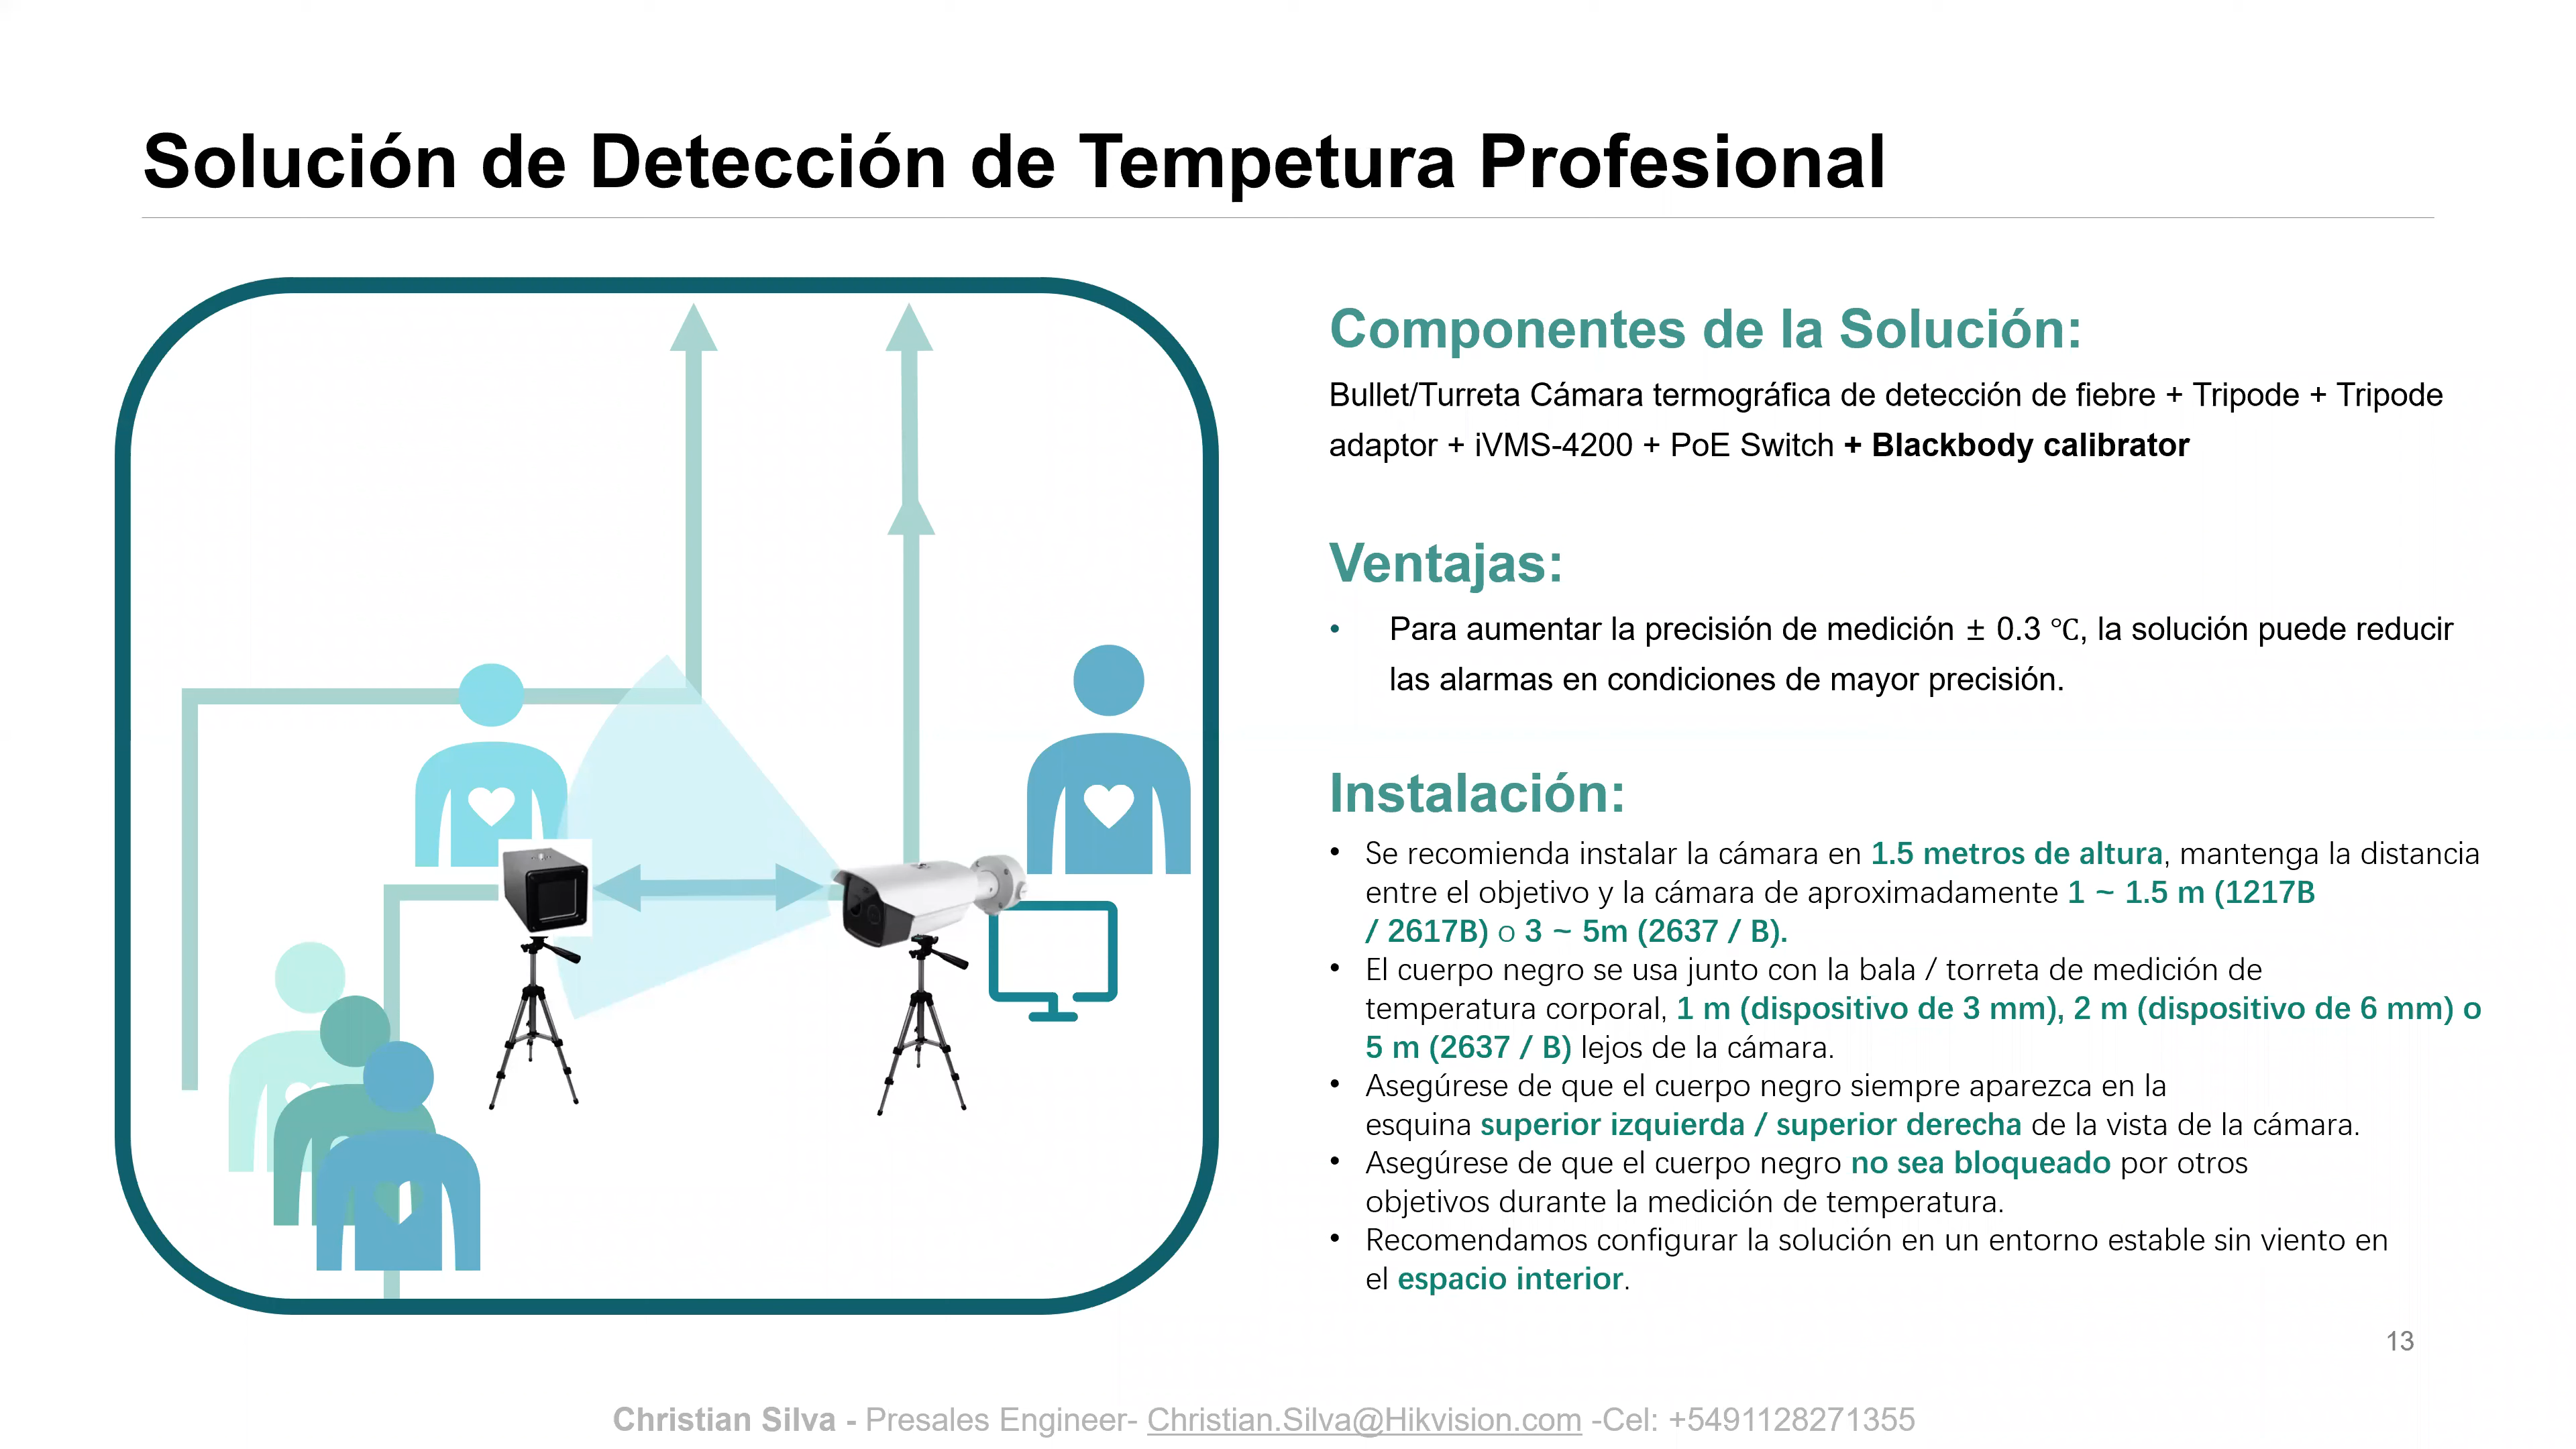 Solución de Detección de Tempetura Profesional
Componentes de la Solución:
Bullet/Turreta Cámara termográfica de detección de fiebre + Tripode + Tripode
adaptor + iVMS-4200 + PoE Switch + Blackbody calibrator
Ventajas:
• Para aumentar la precisión de medición ± 0.3 ℃, la solución puede reducir
las alarmas en condiciones de mayor precisión.
Instalación:
• Se recomienda instalar la cámara en 1.5 metros de altura, mantenga la distancia
entre el objetivo y la cámara de aproximadamente 1 ~ 1.5 m (1217B
/ 2617B) o 3 ~ 5m (2637 / B).
• El cuerpo negro se usa junto con la bala / torreta de medición de
temperatura corporal, 1 m (dispositivo de 3 mm), 2 m (dispositivo de 6 mm) o
5 m (2637 / B) lejos de la cámara.
• Asegúrese de que el cuerpo negro siempre aparezca en la
esquina superior izquierda / superior derecha de la vista de la cámara.
• Asegúrese de que el cuerpo negro no sea bloqueado por otros
objetivos durante la medición de temperatura.
• Recomendamos configurar la solución en un entorno estable sin viento en
el espacio interior.
13
Christian Silva - Presales Engineer- Christian.Silva@Hikvision.com -Cel: +5491128271355